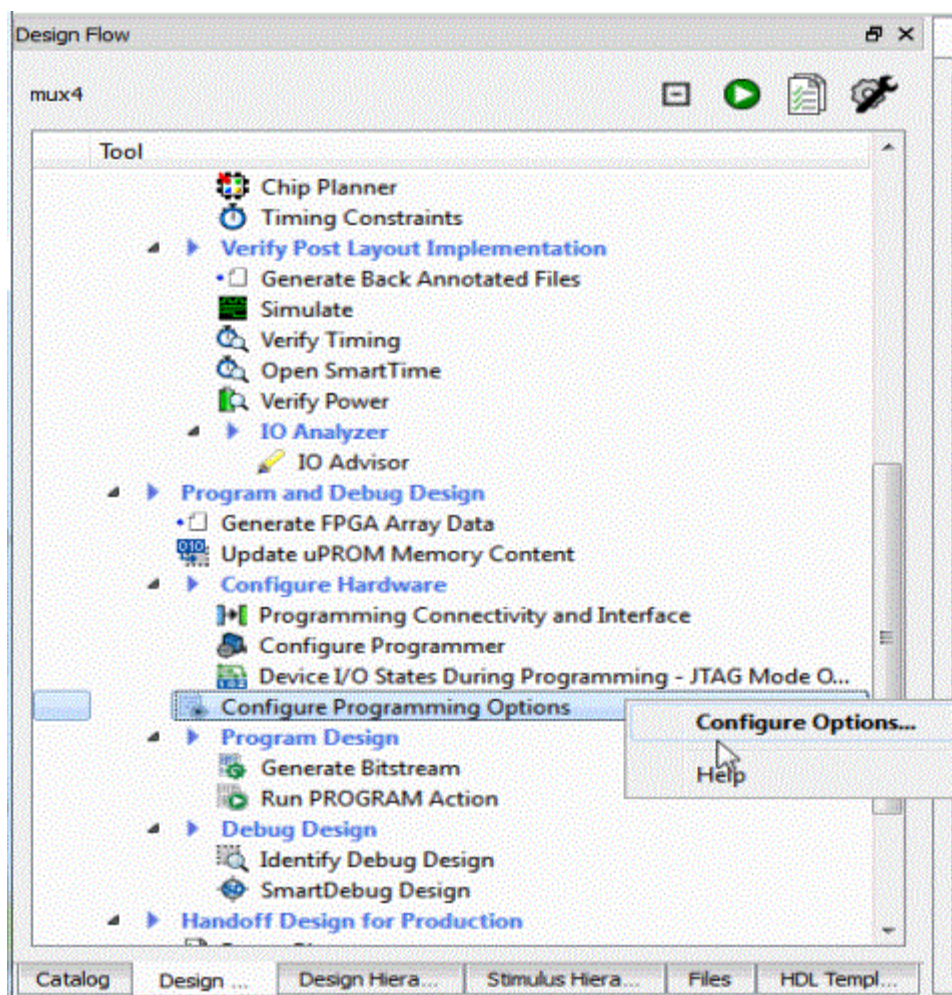 Design Flow
mux4
Tool
Chip Planner
Timing Constraints
Verify Post Layout Implementation
Generate Back Annotated Files
Simulate
Verify Timing
Open SmartTime
Verify Power
IO Analyzer
IO Advisor
Program and Debug Design
Generate FPGA Array Data
Update uPROM Memory Content
Configure Hardware
Programming Connectivity and Interface
Configure Programmer
Device I/O States During Programming - JTAG Mode O...
Configure Programming Options
Configure Options...
Help
Program Design
Generate Bitstream
Run PROGRAM Action
Debug Design
Identify Debug Design
SmartDebug Design
Handoff Design for Production
Catalog Design ... Design Hiera... Stimulus Hiera... Files HDL Templ...